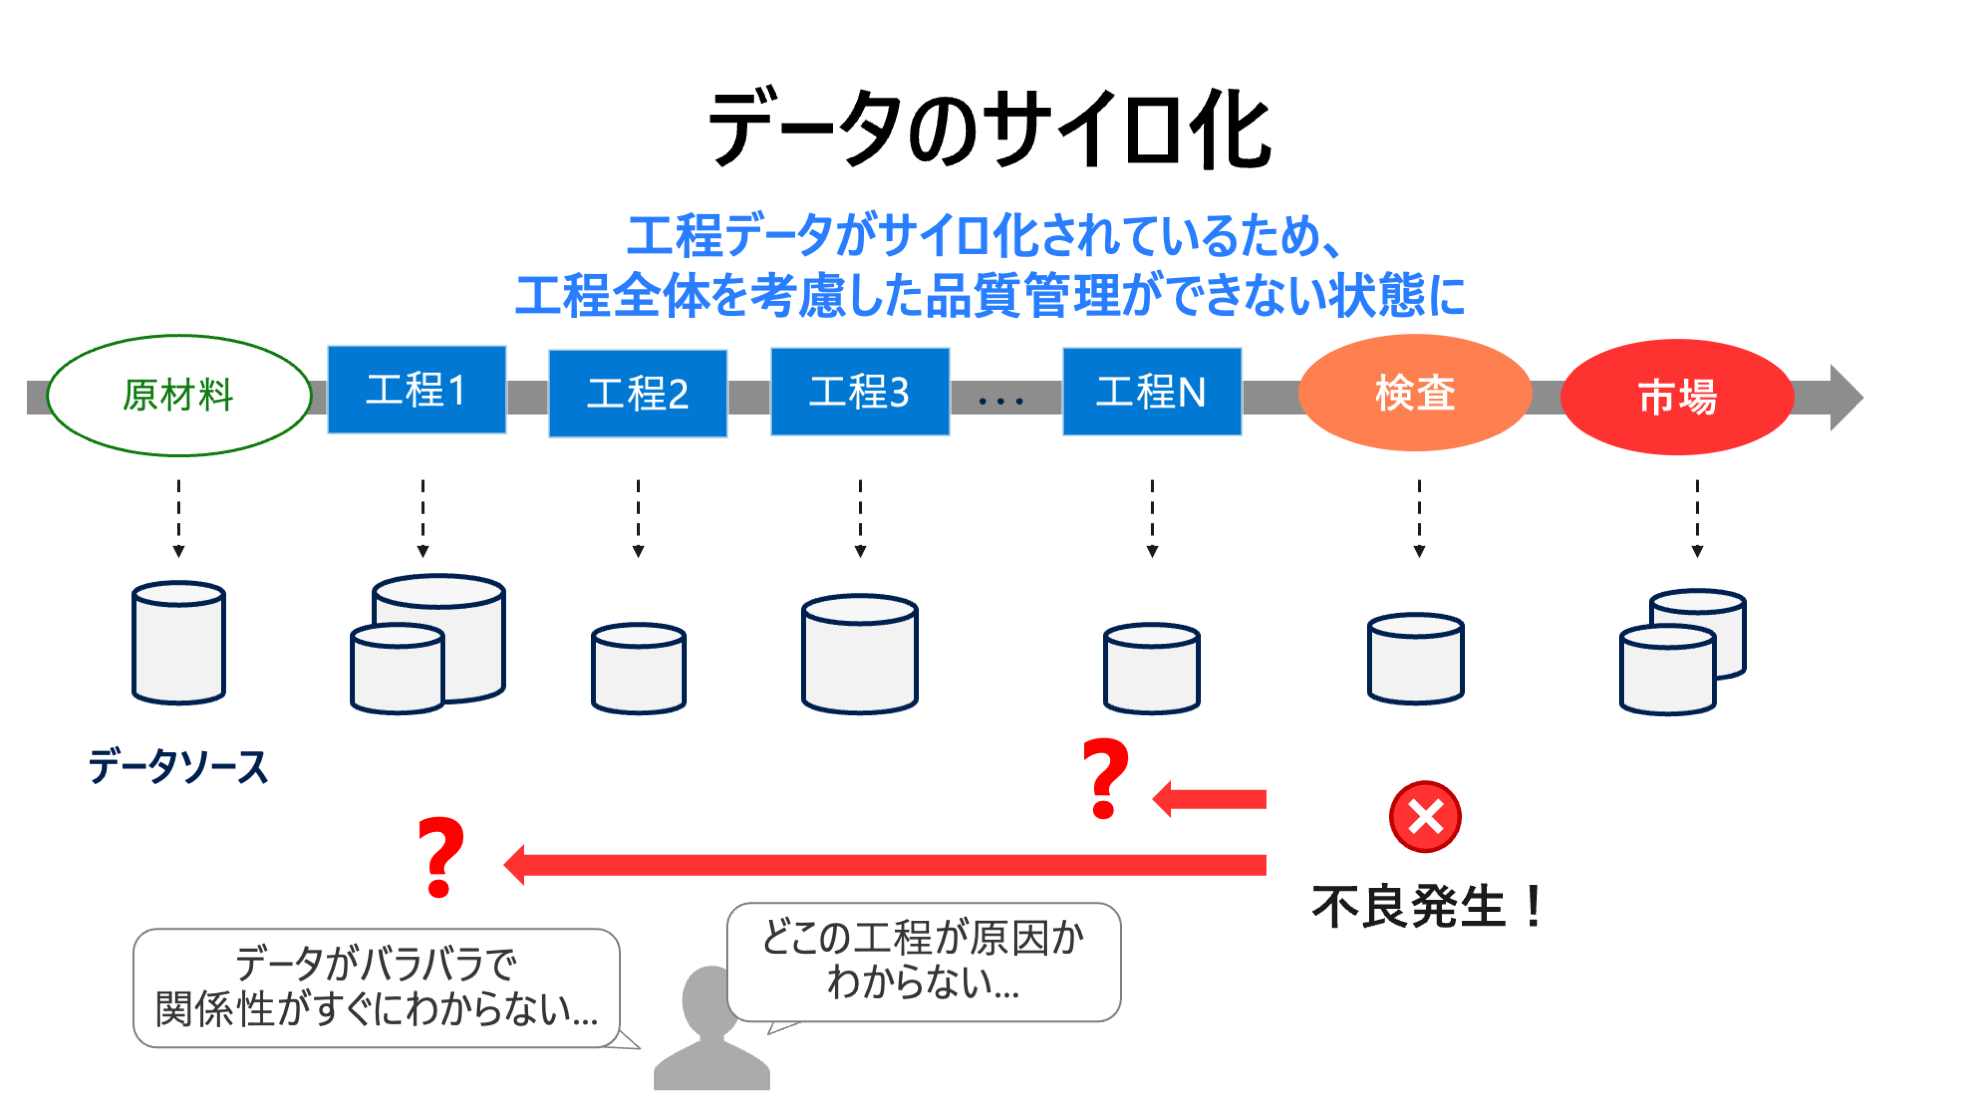 データのサイロ化
工程データがサイロ化されているため、
工程全体を考慮した品質管理ができない状態に
原材料
工程1
工程2
工程3
...
工程N
検査
市場
データソース
?
?
不良発生！
データがバラバラで
関係性がすぐにわからない...
どこの工程が原因か
わからない...